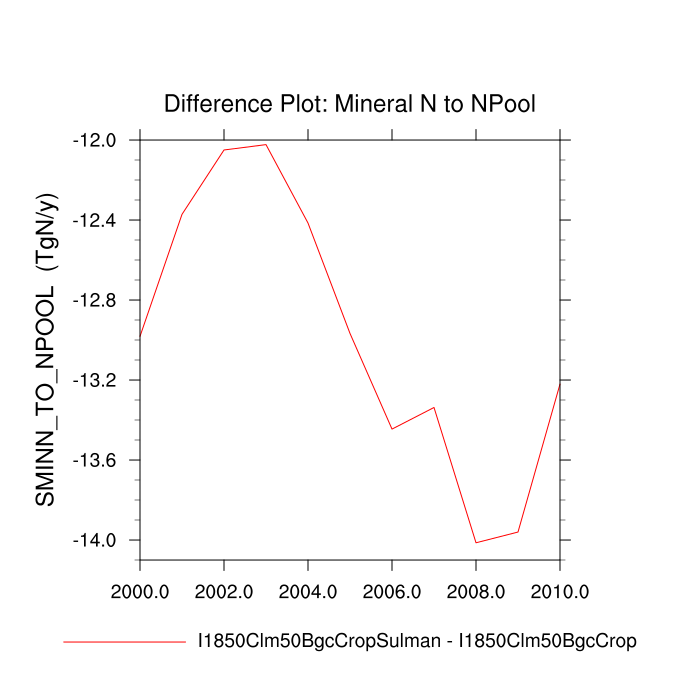 Difference Plot: Mineral N to NPool
SMINN_TO_NPOOL (TgN/y)
-12.0
-12.4
-12.8
-13.2
-13.6
-14.0
2000.0 2002.0 2004.0 2006.0 2008.0 2010.0
I1850Clm50BgcCropSulman - I1850Clm50BgcCrop